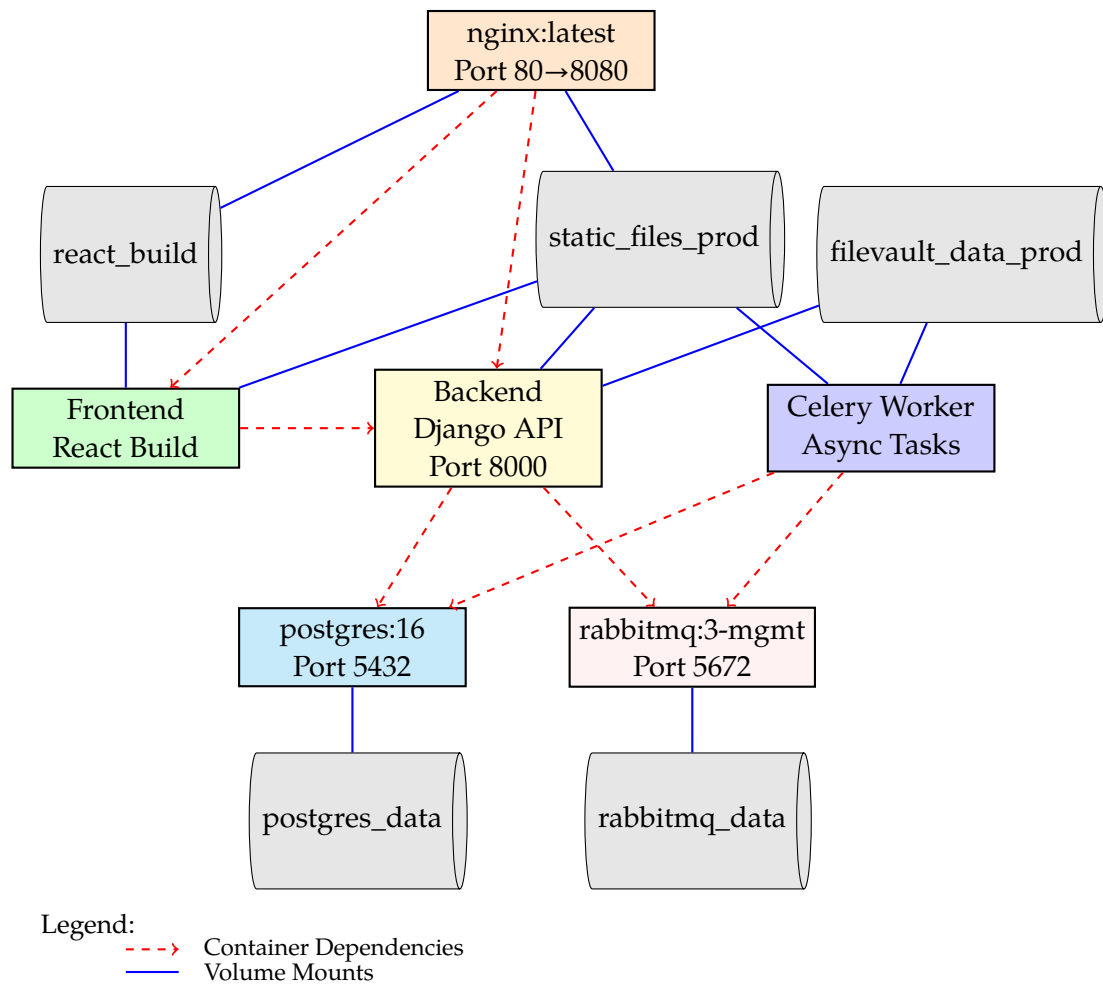 nginx:latest
Port 80→8080
react_build
static_files_prod
filevault_data_prod
Frontend
React Build
Backend
Django API
Port 8000
Celery Worker
Async Tasks
postgres:16
Port 5432
rabbitmq:3-mgmt
Port 5672
postgres_data
rabbitmq_data
Legend:
Container Dependencies
Volume Mounts